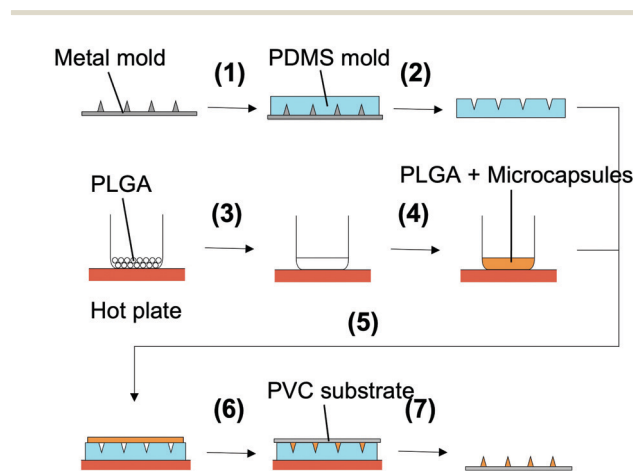 Metal mold
(1)
PDMS mold
(2)
PLGA
(3)
(4)
PLGA + Microcapsules
Hot plate
(5)
(6)
PVC substrate
(7)